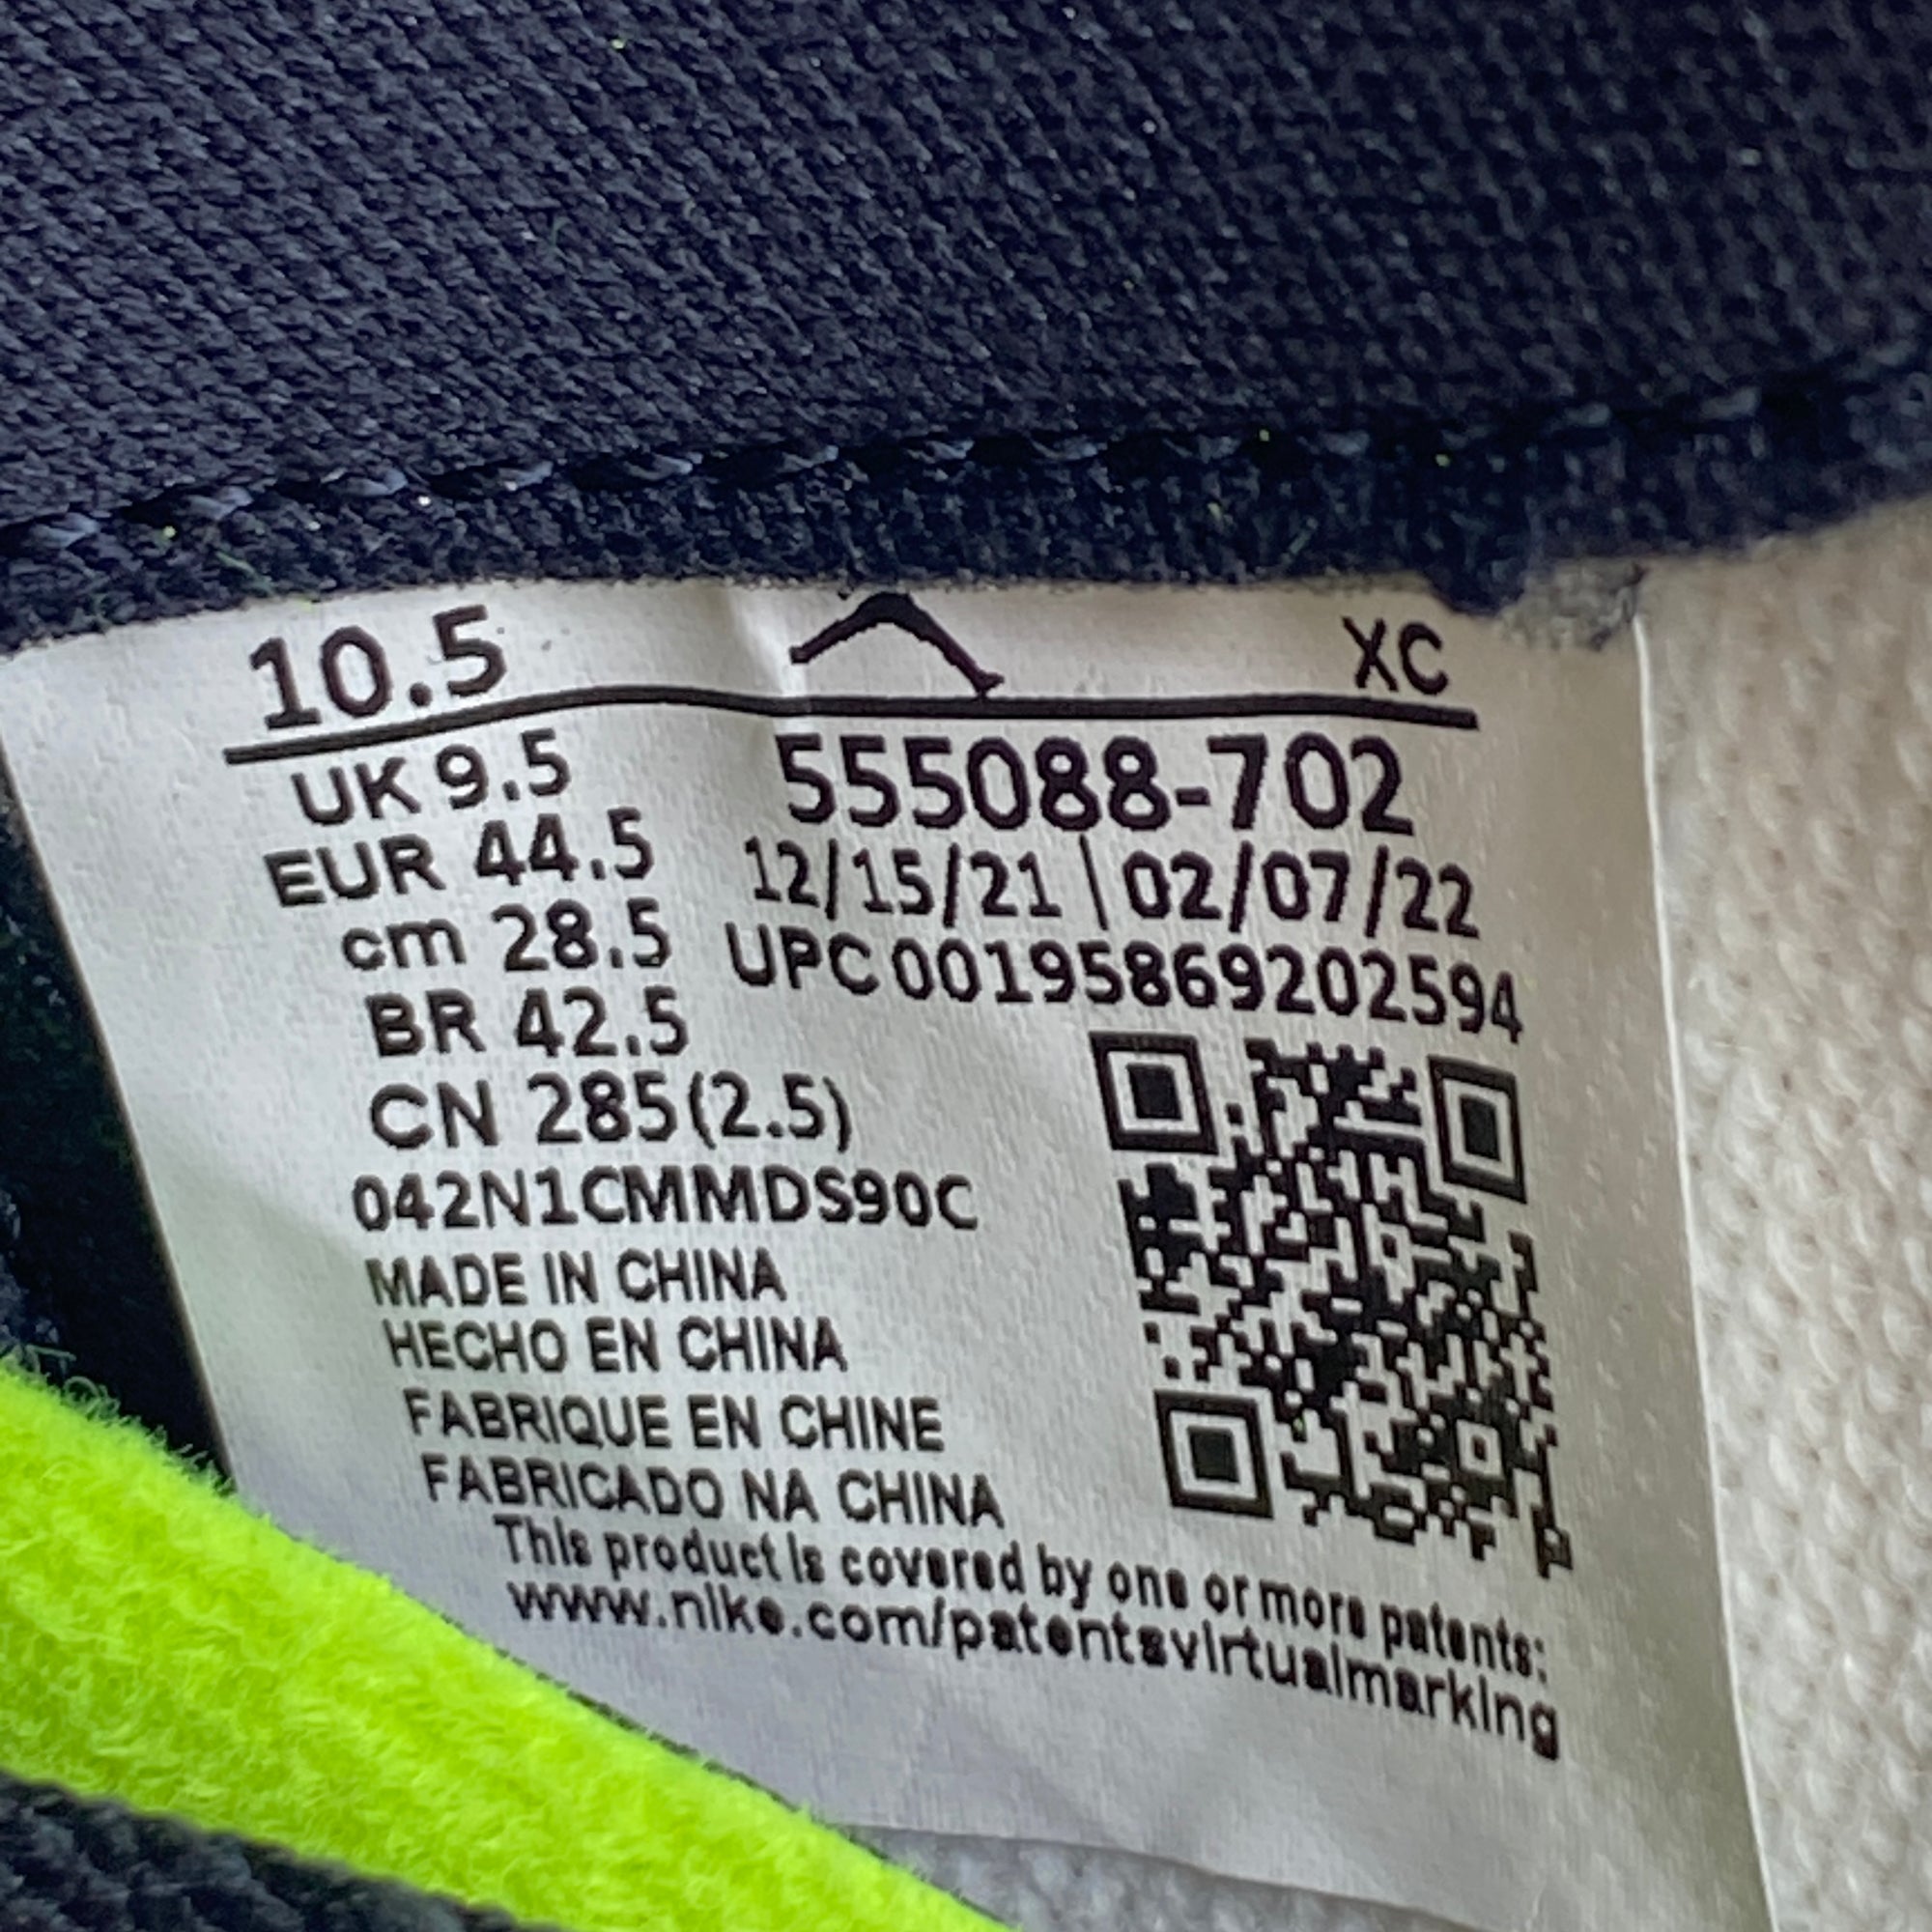 10.5 XC
UK 9.5
EUR 44.5
cm 28.5
BR 42.5
CN 285(2.5)
555088-702
12/15/21 | 02/07/22
UPC 00195869202594
042N1CMMDS90C
MADE IN CHINA
HECHO EN CHINA
FABRIQUE EN CHINE
FABRICADO NA CHINA
This product is covered by one or more patents:
www.nike.com/patentsvirtualmarking